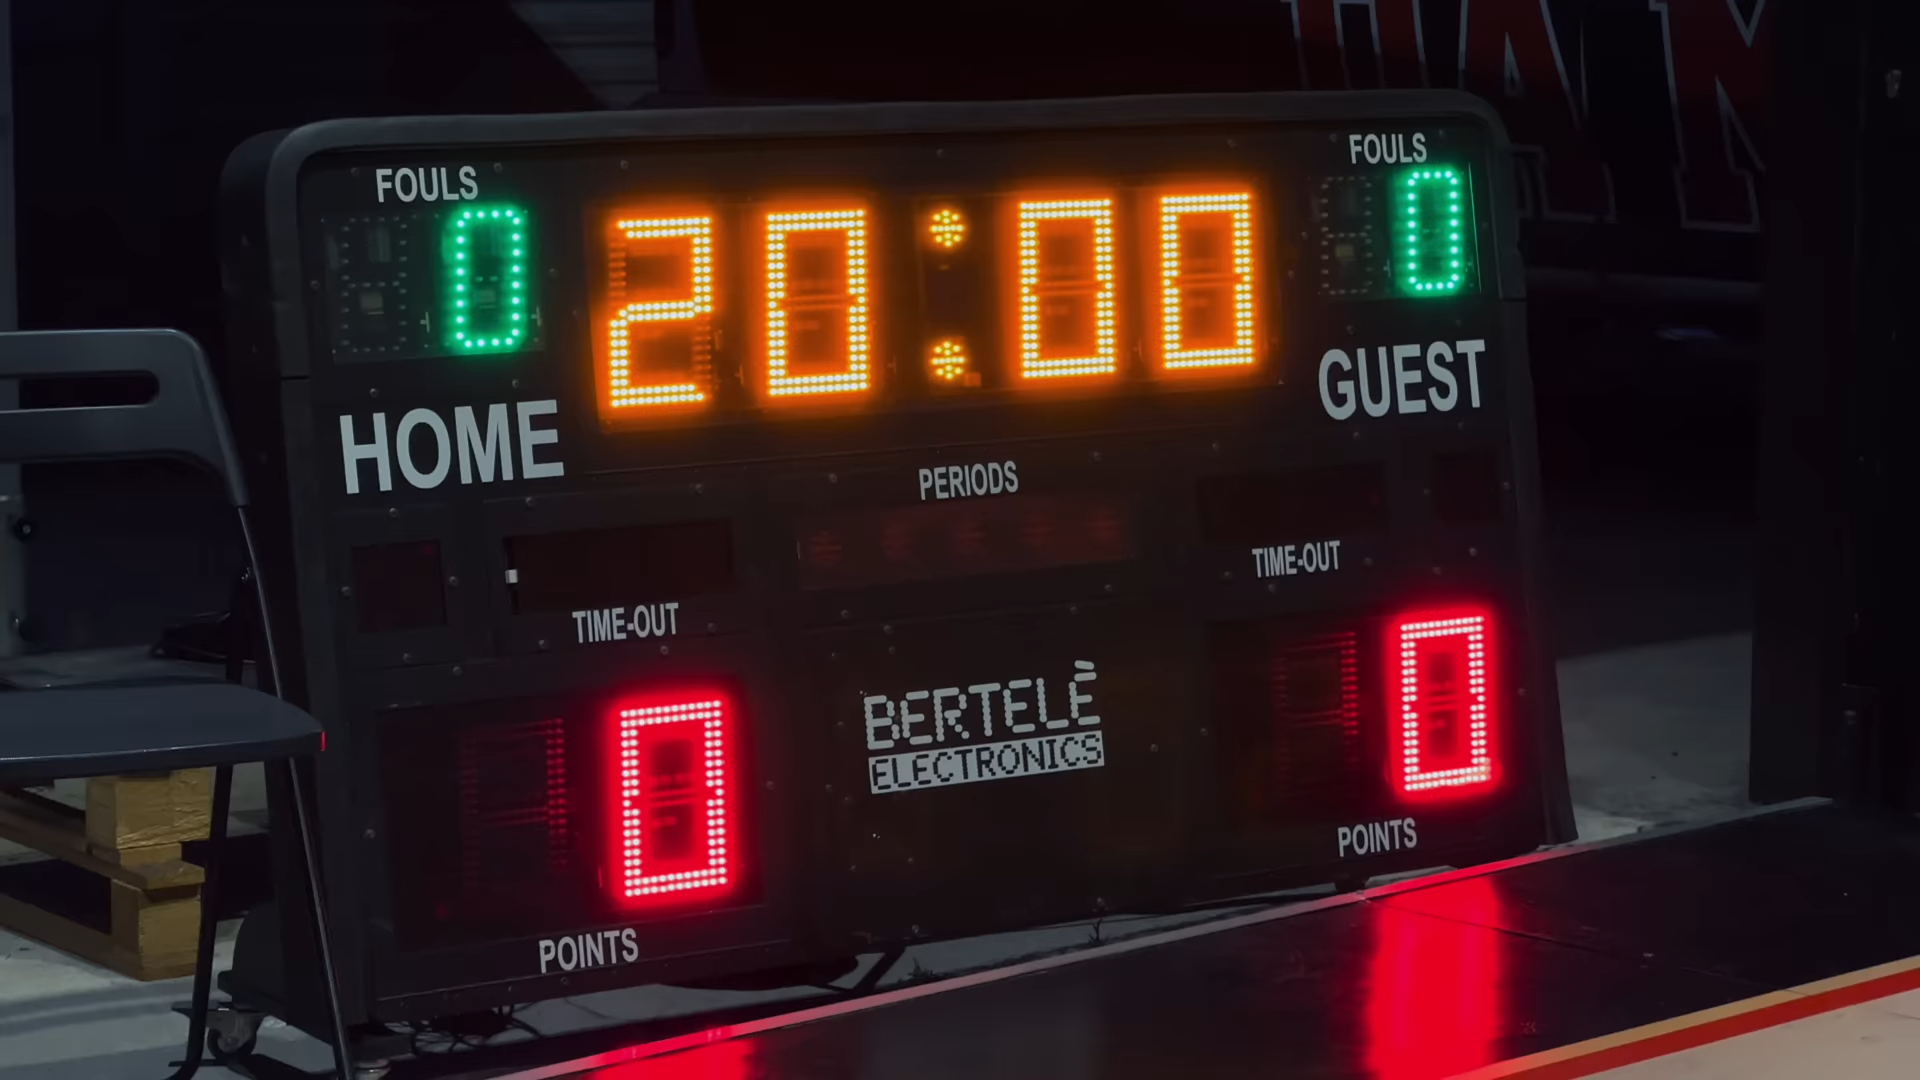 FOULS
FOULS
0
20:00
0
HOME
GUEST
PERIODS
TIME-OUT
TIME-OUT
BERTELÈ
ELECTRONICS
0
0
POINTS
POINTS